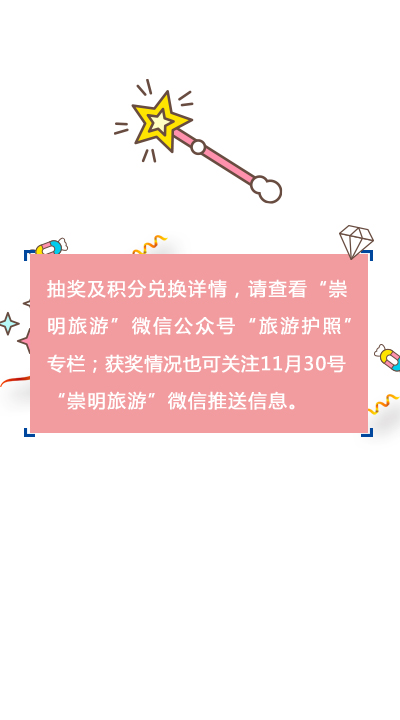 抽奖及积分兑换详情，请查看“崇
明旅游”微信公众号“旅游护照”
专栏；获奖情况也可关注11月30号
“崇明旅游”微信推送信息。